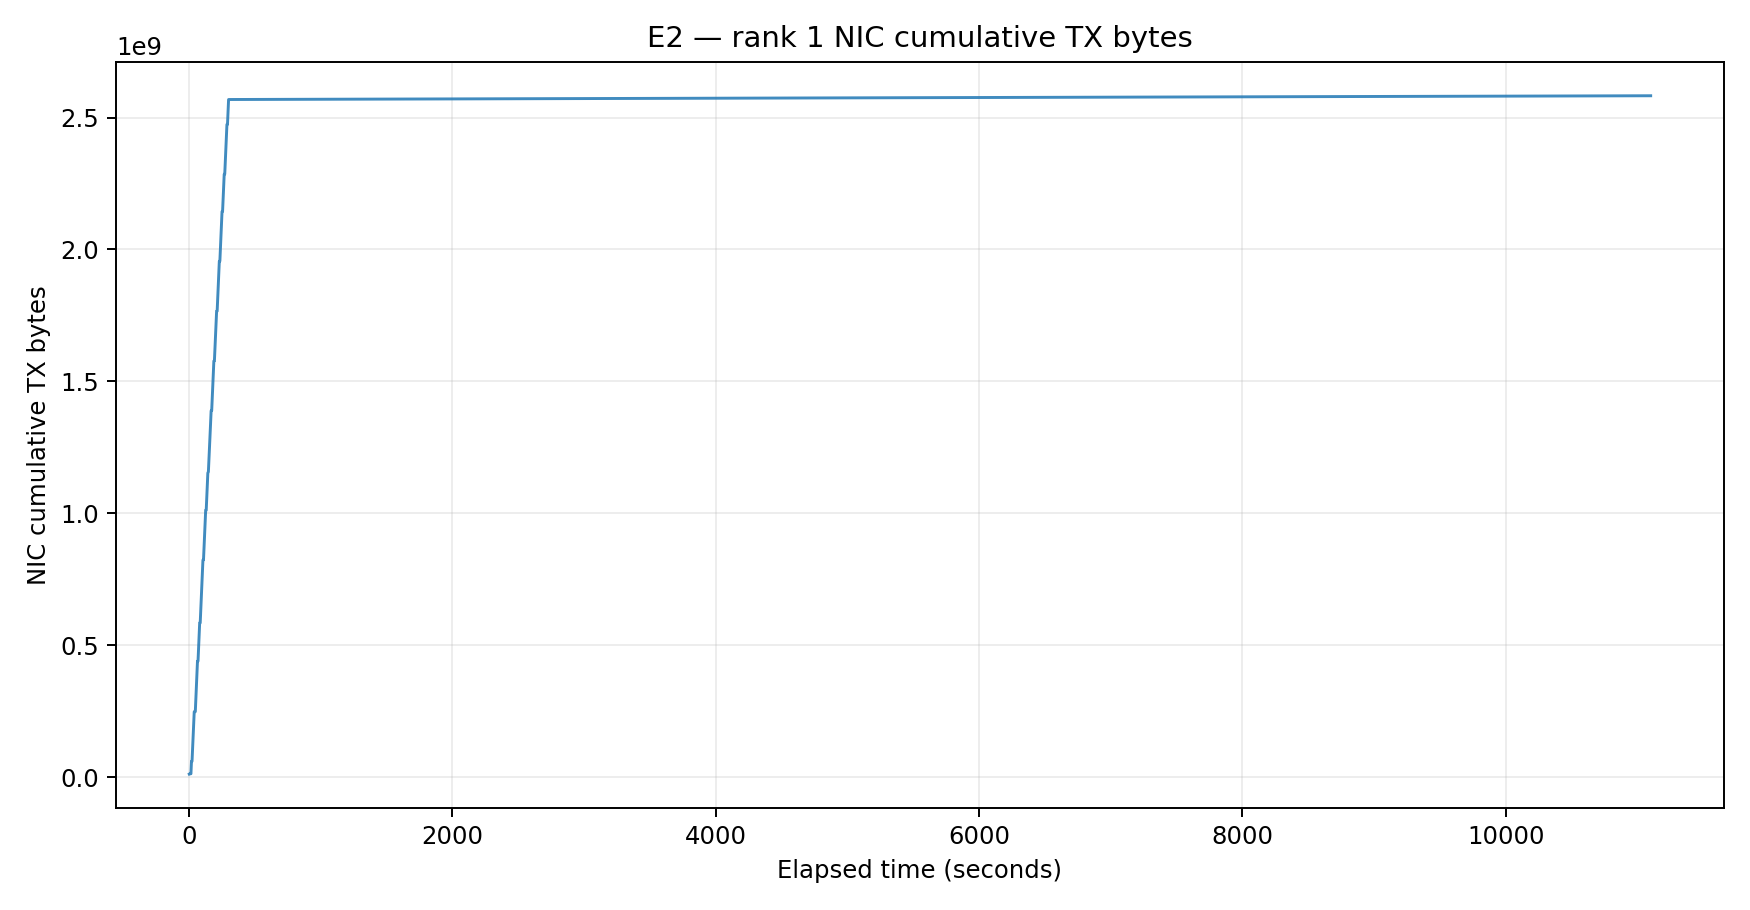 E2 — rank 1 NIC cumulative TX bytes
1e9
NIC cumulative TX bytes
2.5
2.0
1.5
1.0
0.5
0.0
0 2000 4000 6000 8000 10000
Elapsed time (seconds)